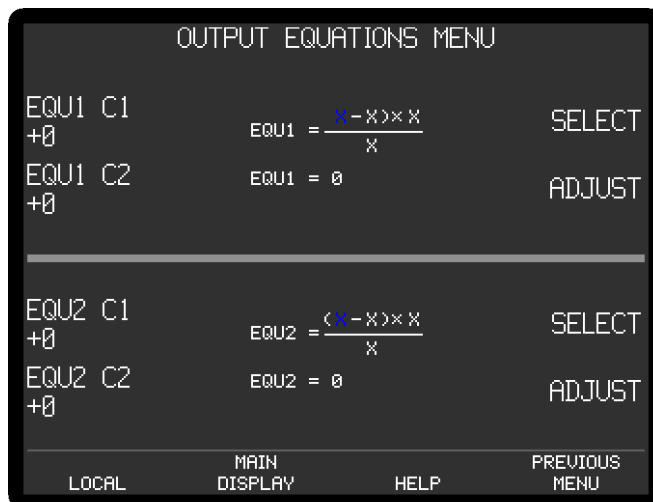 OUTPUT EQUATIONS MENU
EQU1 C1
+0
EQU1 = X-X)×X
X
SELECT
EQU1 C2
+0
EQU1 = 0
ADJUST
EQU2 C1
+0
EQU2 = (X-X)×X
X
SELECT
EQU2 C2
+0
EQU2 = 0
ADJUST
LOCAL
MAIN DISPLAY
HELP
PREVIOUS MENU